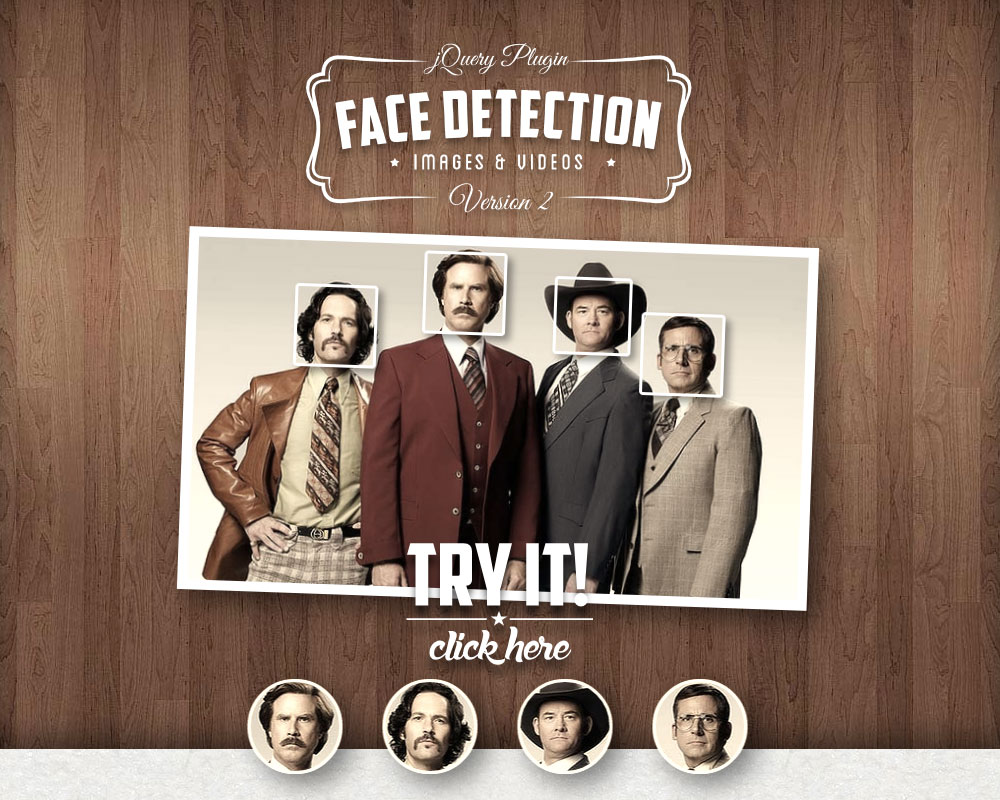 jQuery Plugin
FACE DETECTION
IMAGES & VIDEOS
Version 2
TRY IT!
click here